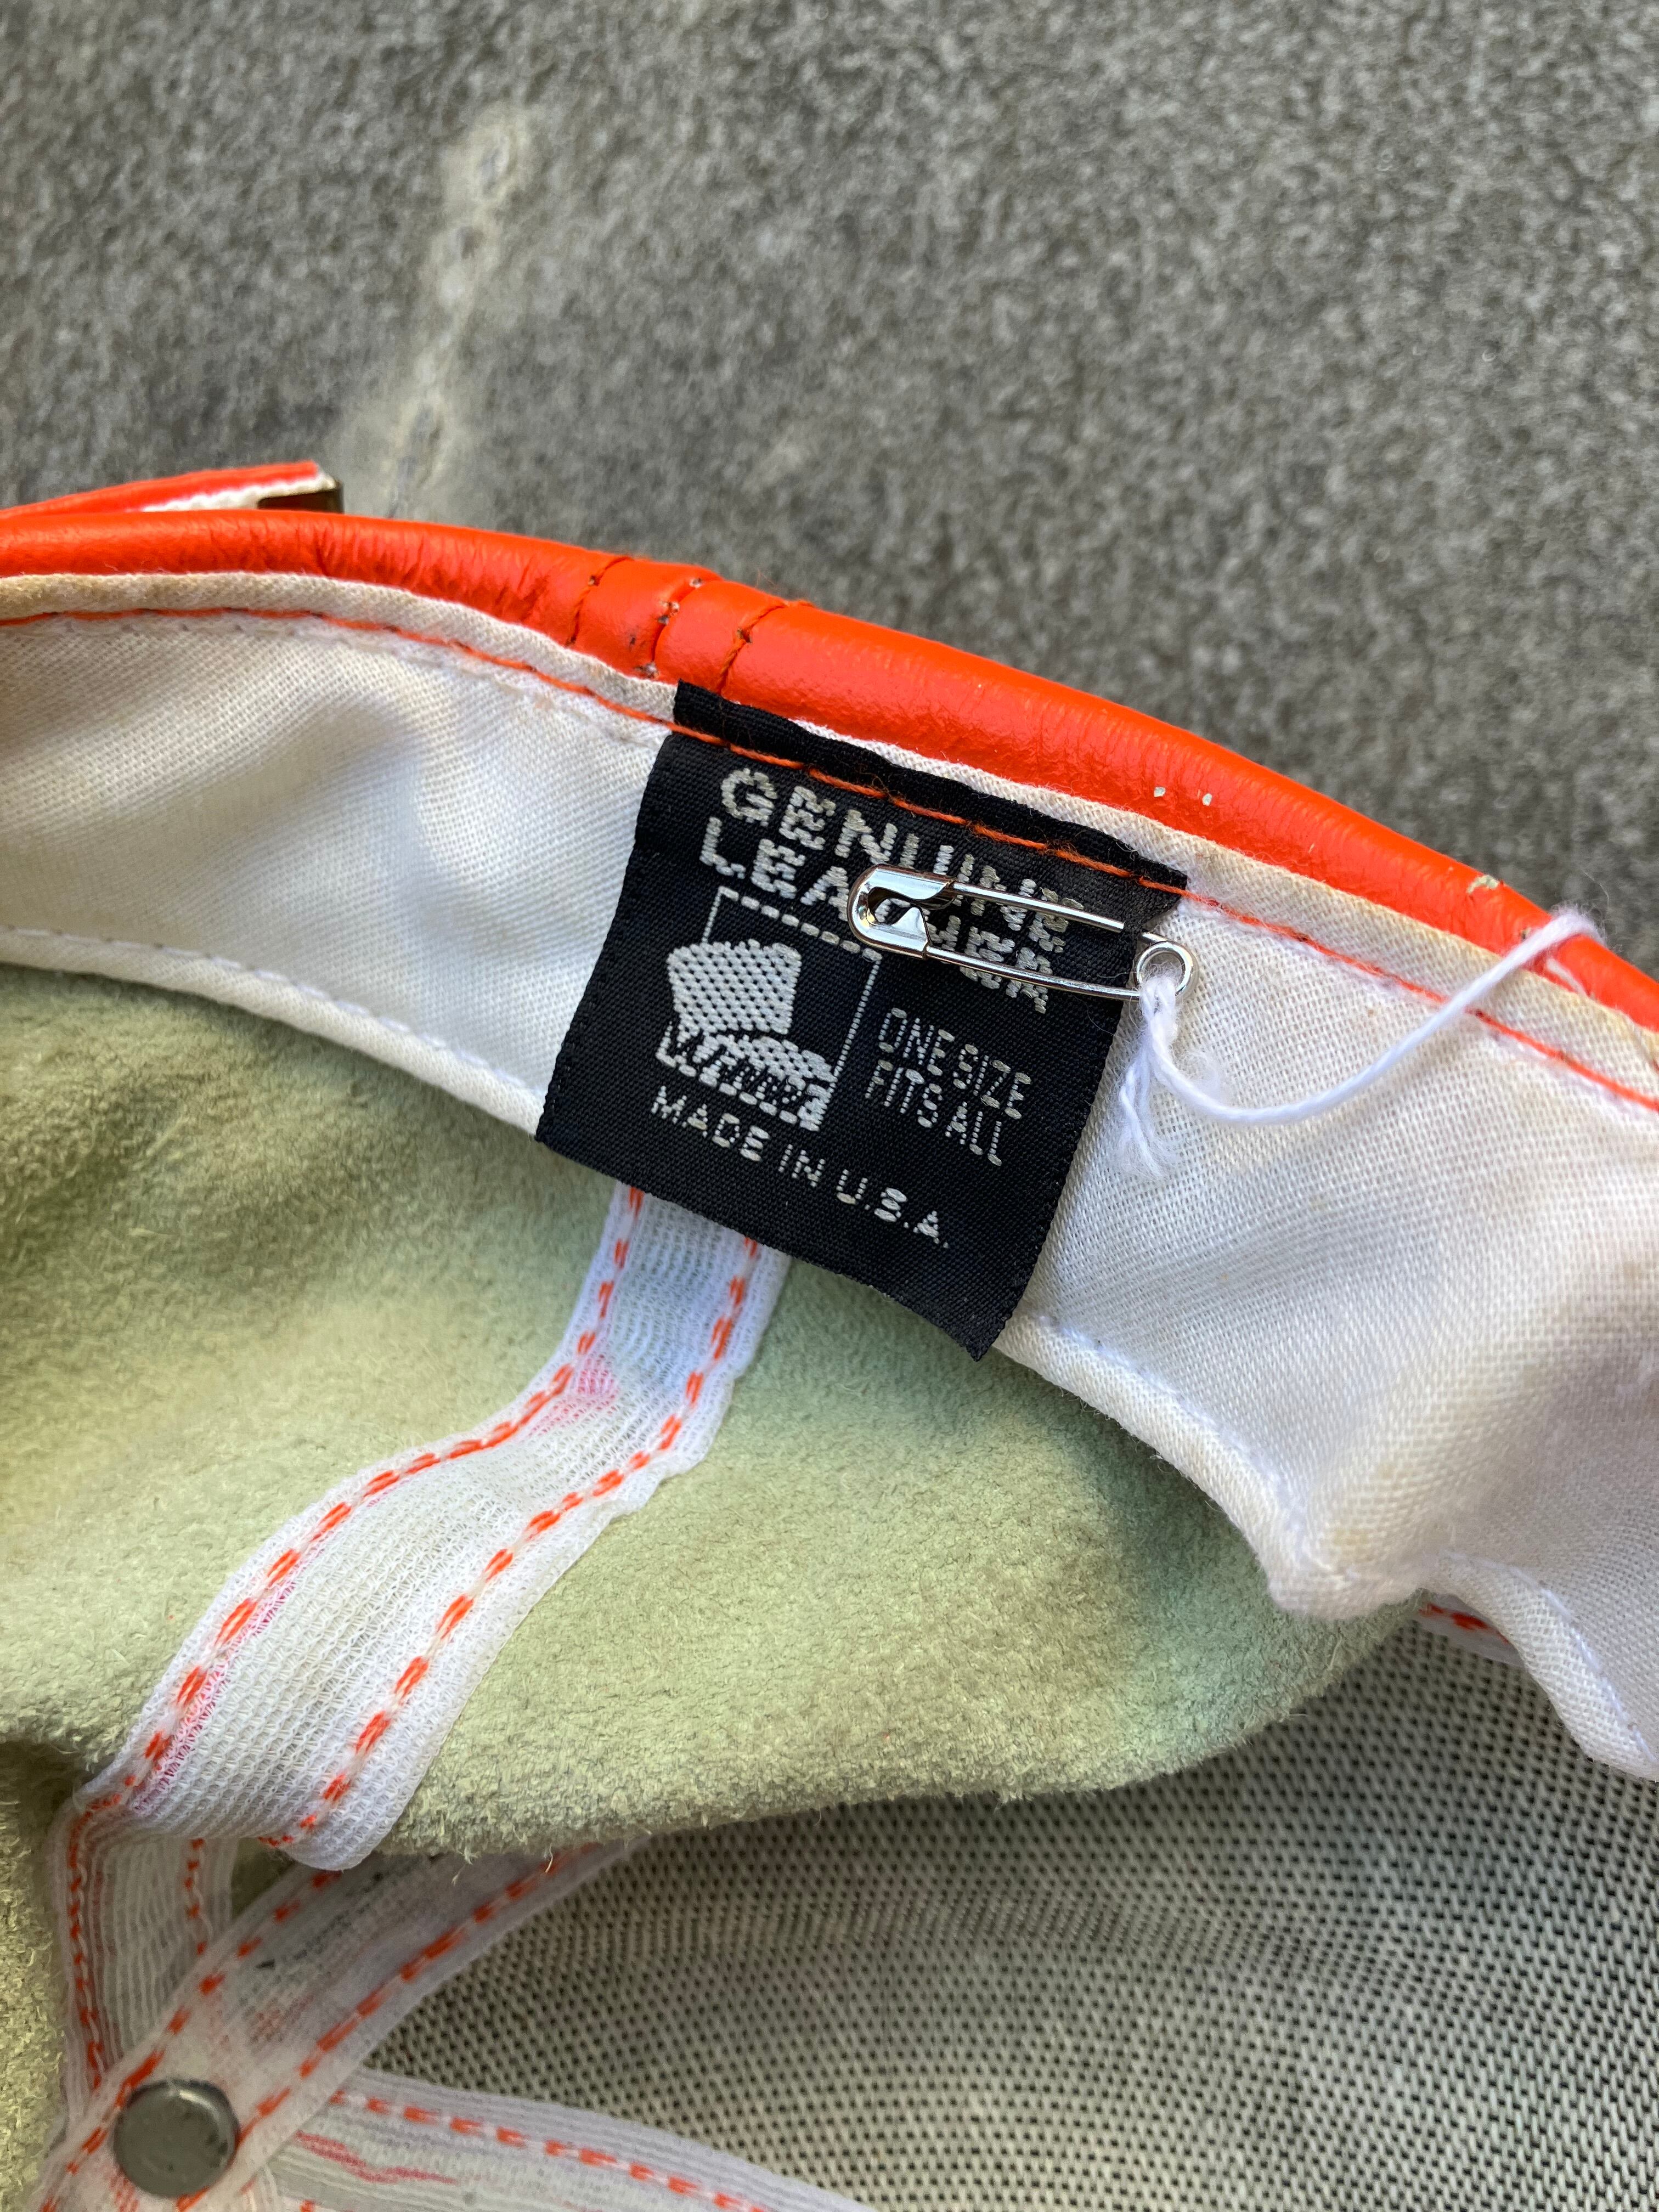 GENUINE
LEATHER
ONE SIZE
FITS ALL
MADE IN U.S.A.